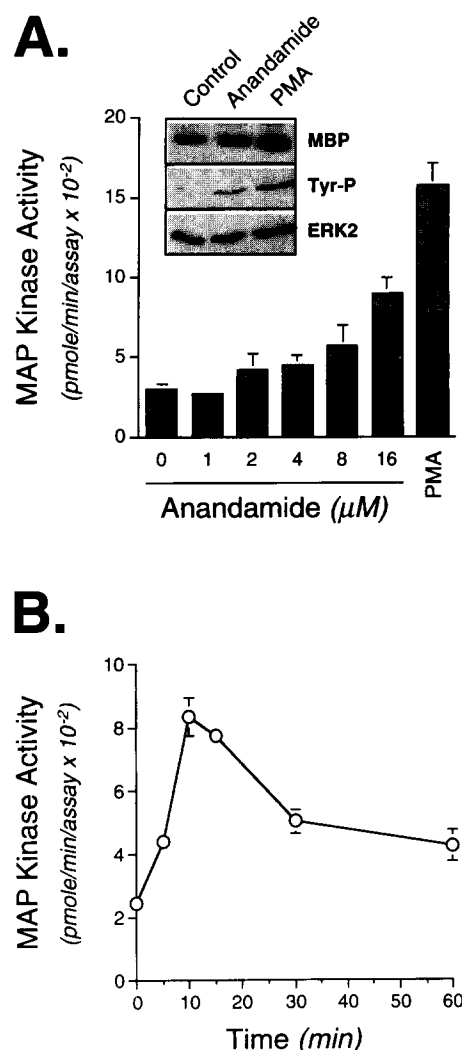 A.
Control Anandamide PMA
MBP
Tyr-P
ERK2
MAP Kinase Activity
(pmole/min/assay x 10-2)
20
15
10
5
0
0 1 2 4 8 16 PMA
Anandamide (µM)
B.
MAP Kinase Activity
(pmole/min/assay x 10-2)
10
8
6
4
2
0
0 10 20 30 40 50 60
Time (min)